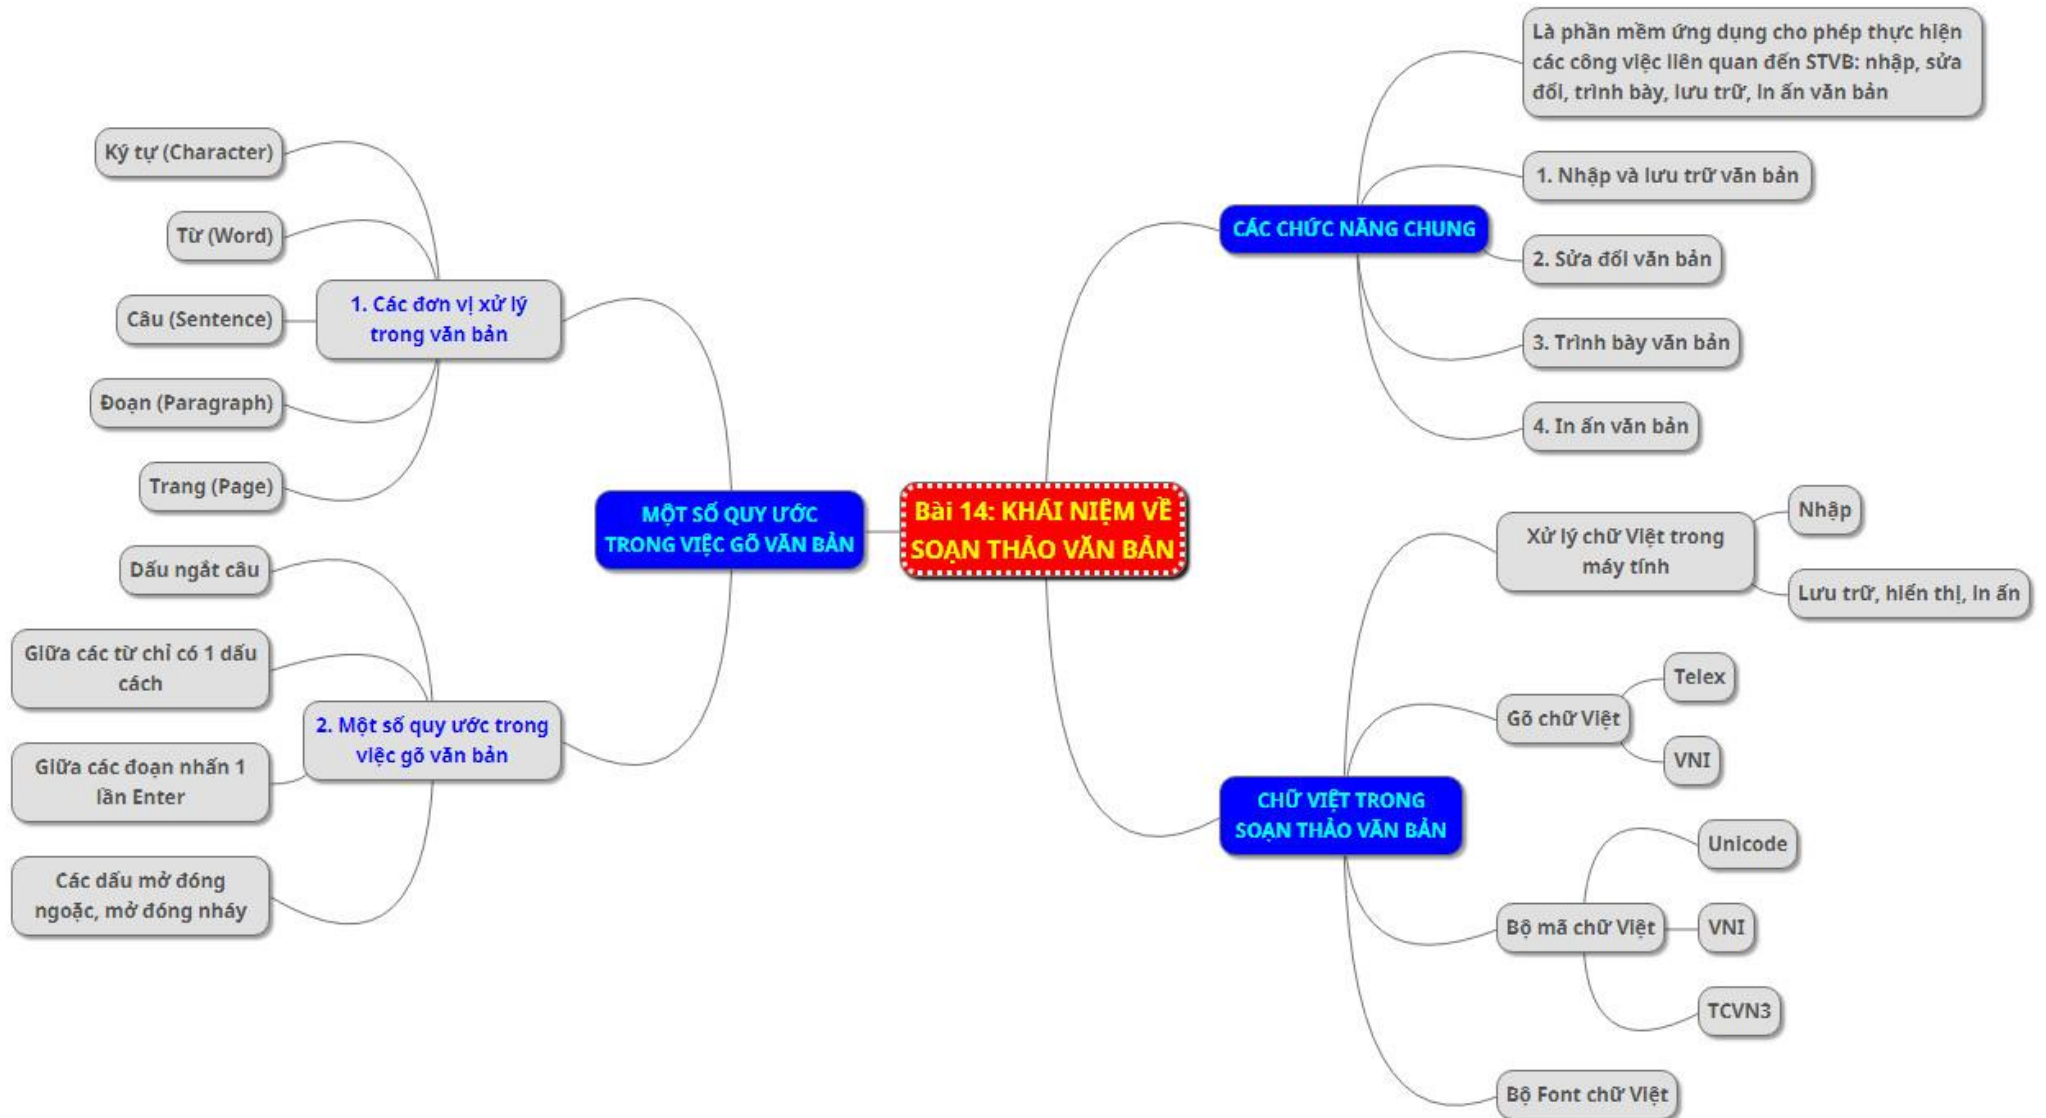 Bài 14: KHÁI NIỆM VỀ
SOẠN THẢO VĂN BẢN
CÁC CHỨC NĂNG CHUNG
Là phần mềm ứng dụng cho phép thực hiện
các công việc liên quan đến STVB: nhập, sửa
đổi, trình bày, lưu trữ, in ấn văn bản
1. Nhập và lưu trữ văn bản
2. Sửa đổi văn bản
3. Trình bày văn bản
4. In ấn văn bản
CHỮ VIỆT TRONG
SOẠN THẢO VĂN BẢN
Xử lý chữ Việt trong
máy tính
Nhập
Lưu trữ, hiển thị, in ấn
Gõ chữ Việt
Telex
VNI
Bộ mã chữ Việt
Unicode
VNI
TCVN3
Bộ Font chữ Việt
MỘT SỐ QUY ƯỚC
TRONG VIỆC GÕ VĂN BẢN
1. Các đơn vị xử lý
trong văn bản
Ký tự (Character)
Từ (Word)
Câu (Sentence)
Đoạn (Paragraph)
Trang (Page)
2. Một số quy ước trong
việc gõ văn bản
Dấu ngắt câu
Giữa các từ chỉ có 1 dấu
cách
Giữa các đoạn nhấn 1
lần Enter
Các dấu mở đóng
ngoặc, mở đóng nháy